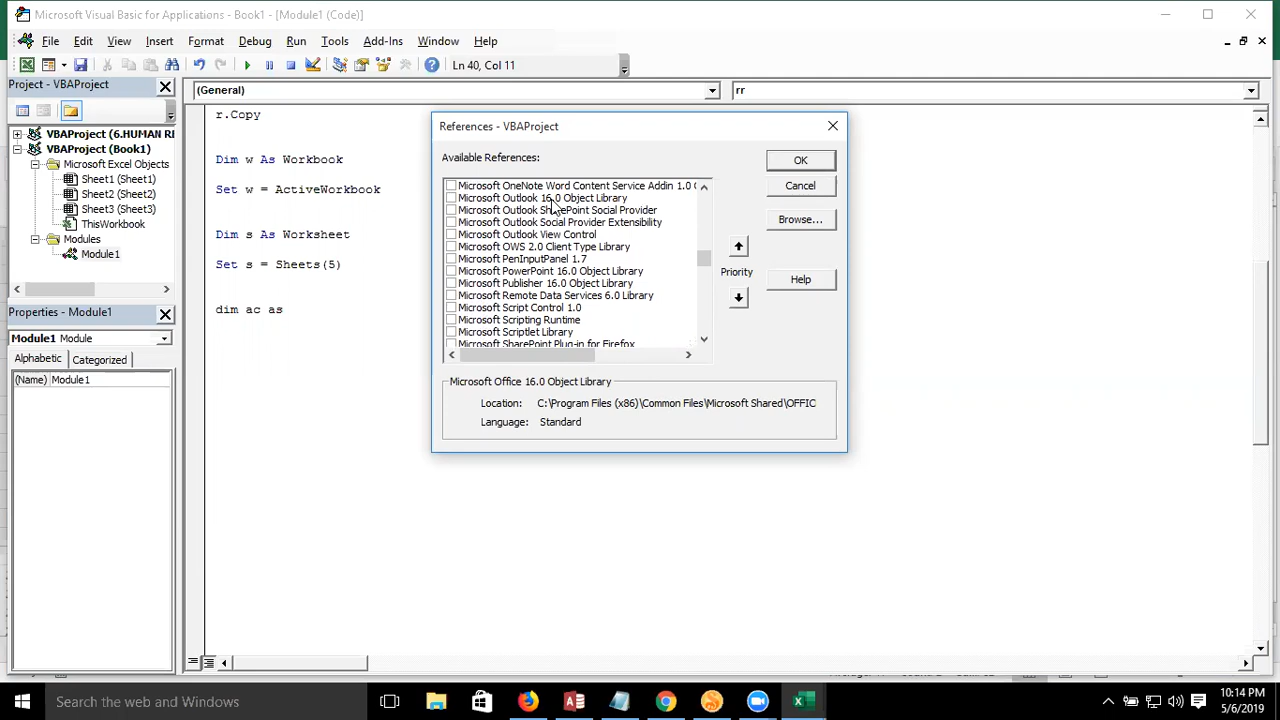 Microsoft Visual Basic for Applications - Book1 - [Module1 (Code)]
File Edit View Insert Format Debug Run Tools Add-Ins Window Help
Ln 40, Col 11
Project - VBAProject
(General)
rr
VBAProject (6.HUMAN RE
VBAProject (Book1)
Microsoft Excel Objects
Sheet1 (Sheet1)
Sheet2 (Sheet2)
Sheet3 (Sheet3)
ThisWorkbook
Modules
Module1
Properties - Module1
Module1 Module
Alphabetic Categorized
(Name) Module1
r.Copy
Dim w As Workbook
Set w = ActiveWorkbook
Dim s As Worksheet
Set s = Sheets(5)
dim ac as
References - VBAProject
Available References:
Microsoft OneNote Word Content Service Addin 1.0
Microsoft Outlook 16.0 Object Library
Microsoft Outlook SharePoint Social Provider
Microsoft Outlook Social Provider Extensibility
Microsoft Outlook View Control
Microsoft OWS 2.0 Client Type Library
Microsoft PenInputPanel 1.7
Microsoft PowerPoint 16.0 Object Library
Microsoft Publisher 16.0 Object Library
Microsoft Remote Data Services 6.0 Library
Microsoft Script Control 1.0
Microsoft Scripting Runtime
Microsoft Scriptlet Library
Microsoft SharePoint Plug-in for Firefox
OK
Cancel
Browse...
Priority
Help
Microsoft Office 16.0 Object Library
Location: C:\Program Files (x86)\Common Files\Microsoft Shared\OFFIC
Language: Standard
Search the web and Windows
10:14 PM
5/6/2019